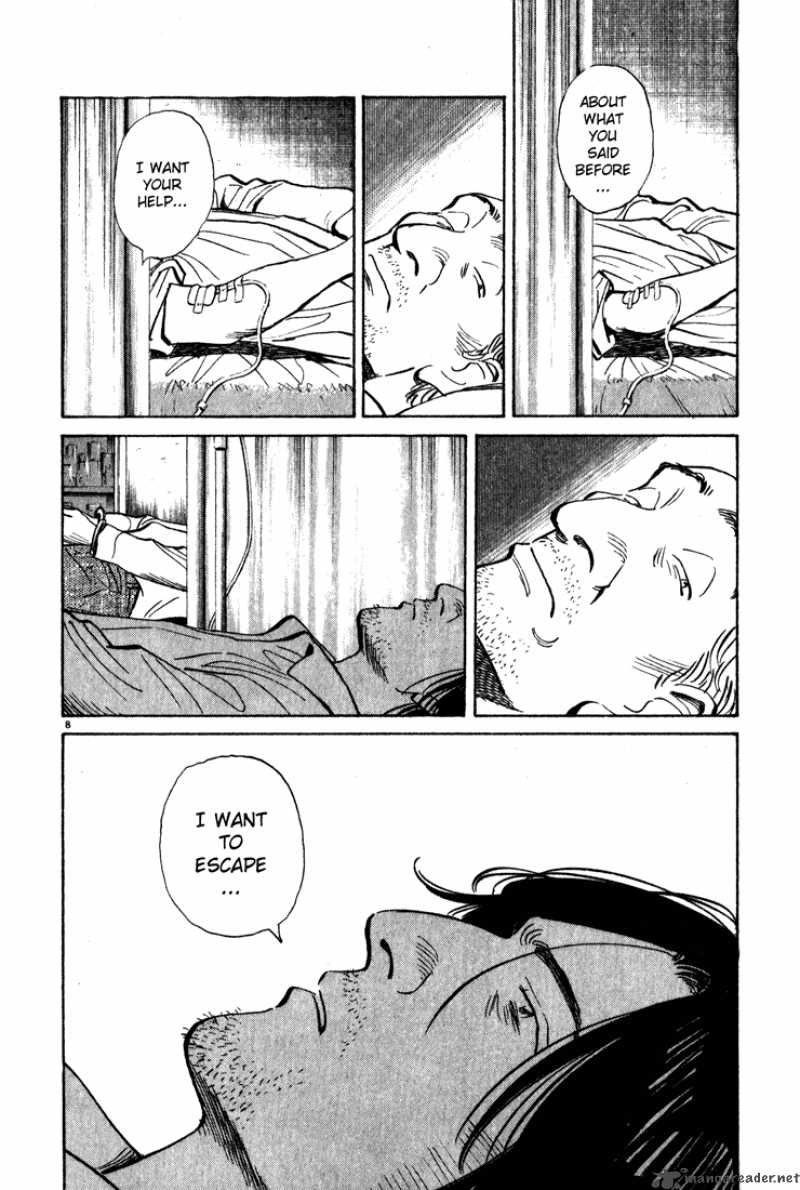 ABOUT
WHAT
YOU
SAID
BEFORE
...
I WANT
YOUR
HELP...
8
I WANT
TO
ESCAPE
...
mangareader.net